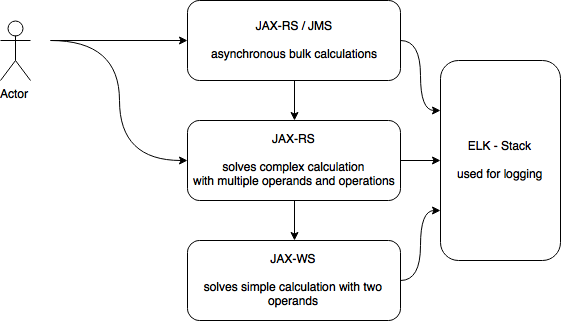 JAX-RS / JMS
asynchronous bulk calculations
Actor
JAX-RS
solves complex calculation
with multiple operands and operations
ELK - Stack
used for logging
JAX-WS
solves simple calculation with two
operands